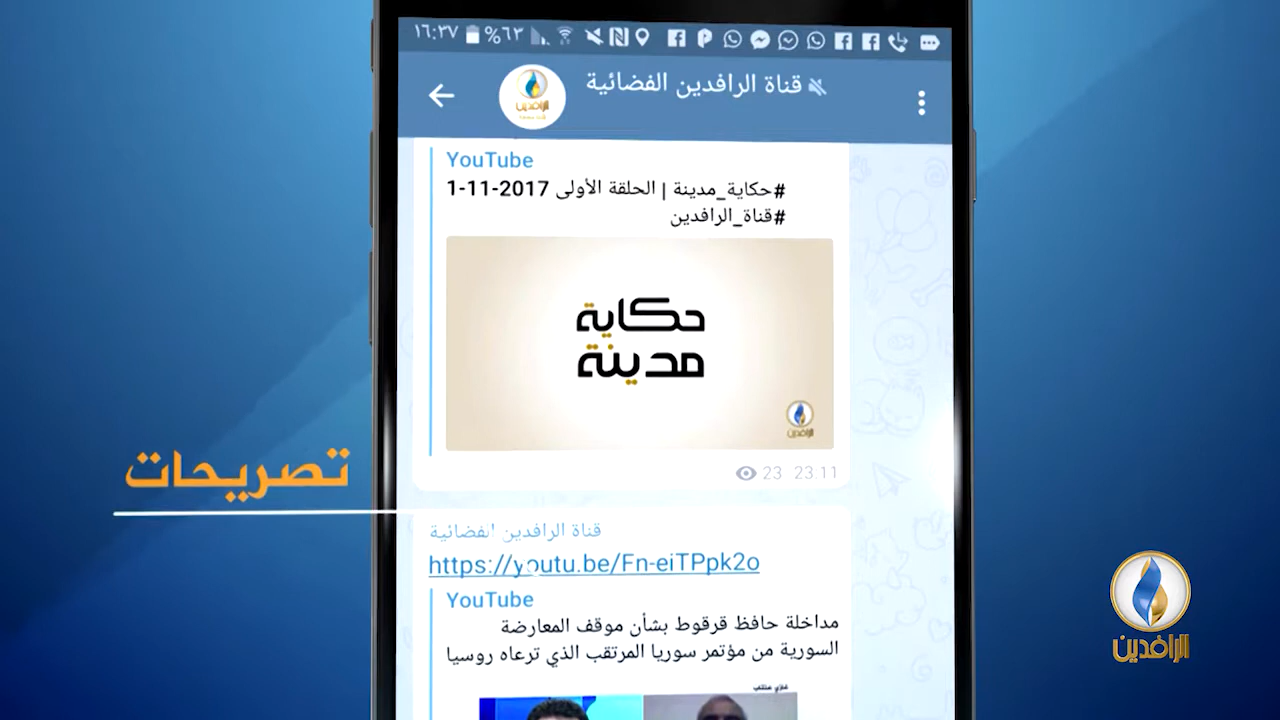 ١٦:٣٧ %٦٣
قناة الرافدين الفضائية
YouTube
#حكاية_مدينة | الحلقة الأولى 2017-11-1
#قناة_الرافدين
حكاية
مدينة
الرافدين
23 23.11
تصريحات
قناة الرافدين الفضائية
https://youtu.be/Fn-eiTPpk2o
YouTube
مداخلة حافظ قرقوط بشأن موقف المعارضة
السورية من مؤتمر سوريا المرتقب الذي ترعاه روسيا
الرافدين